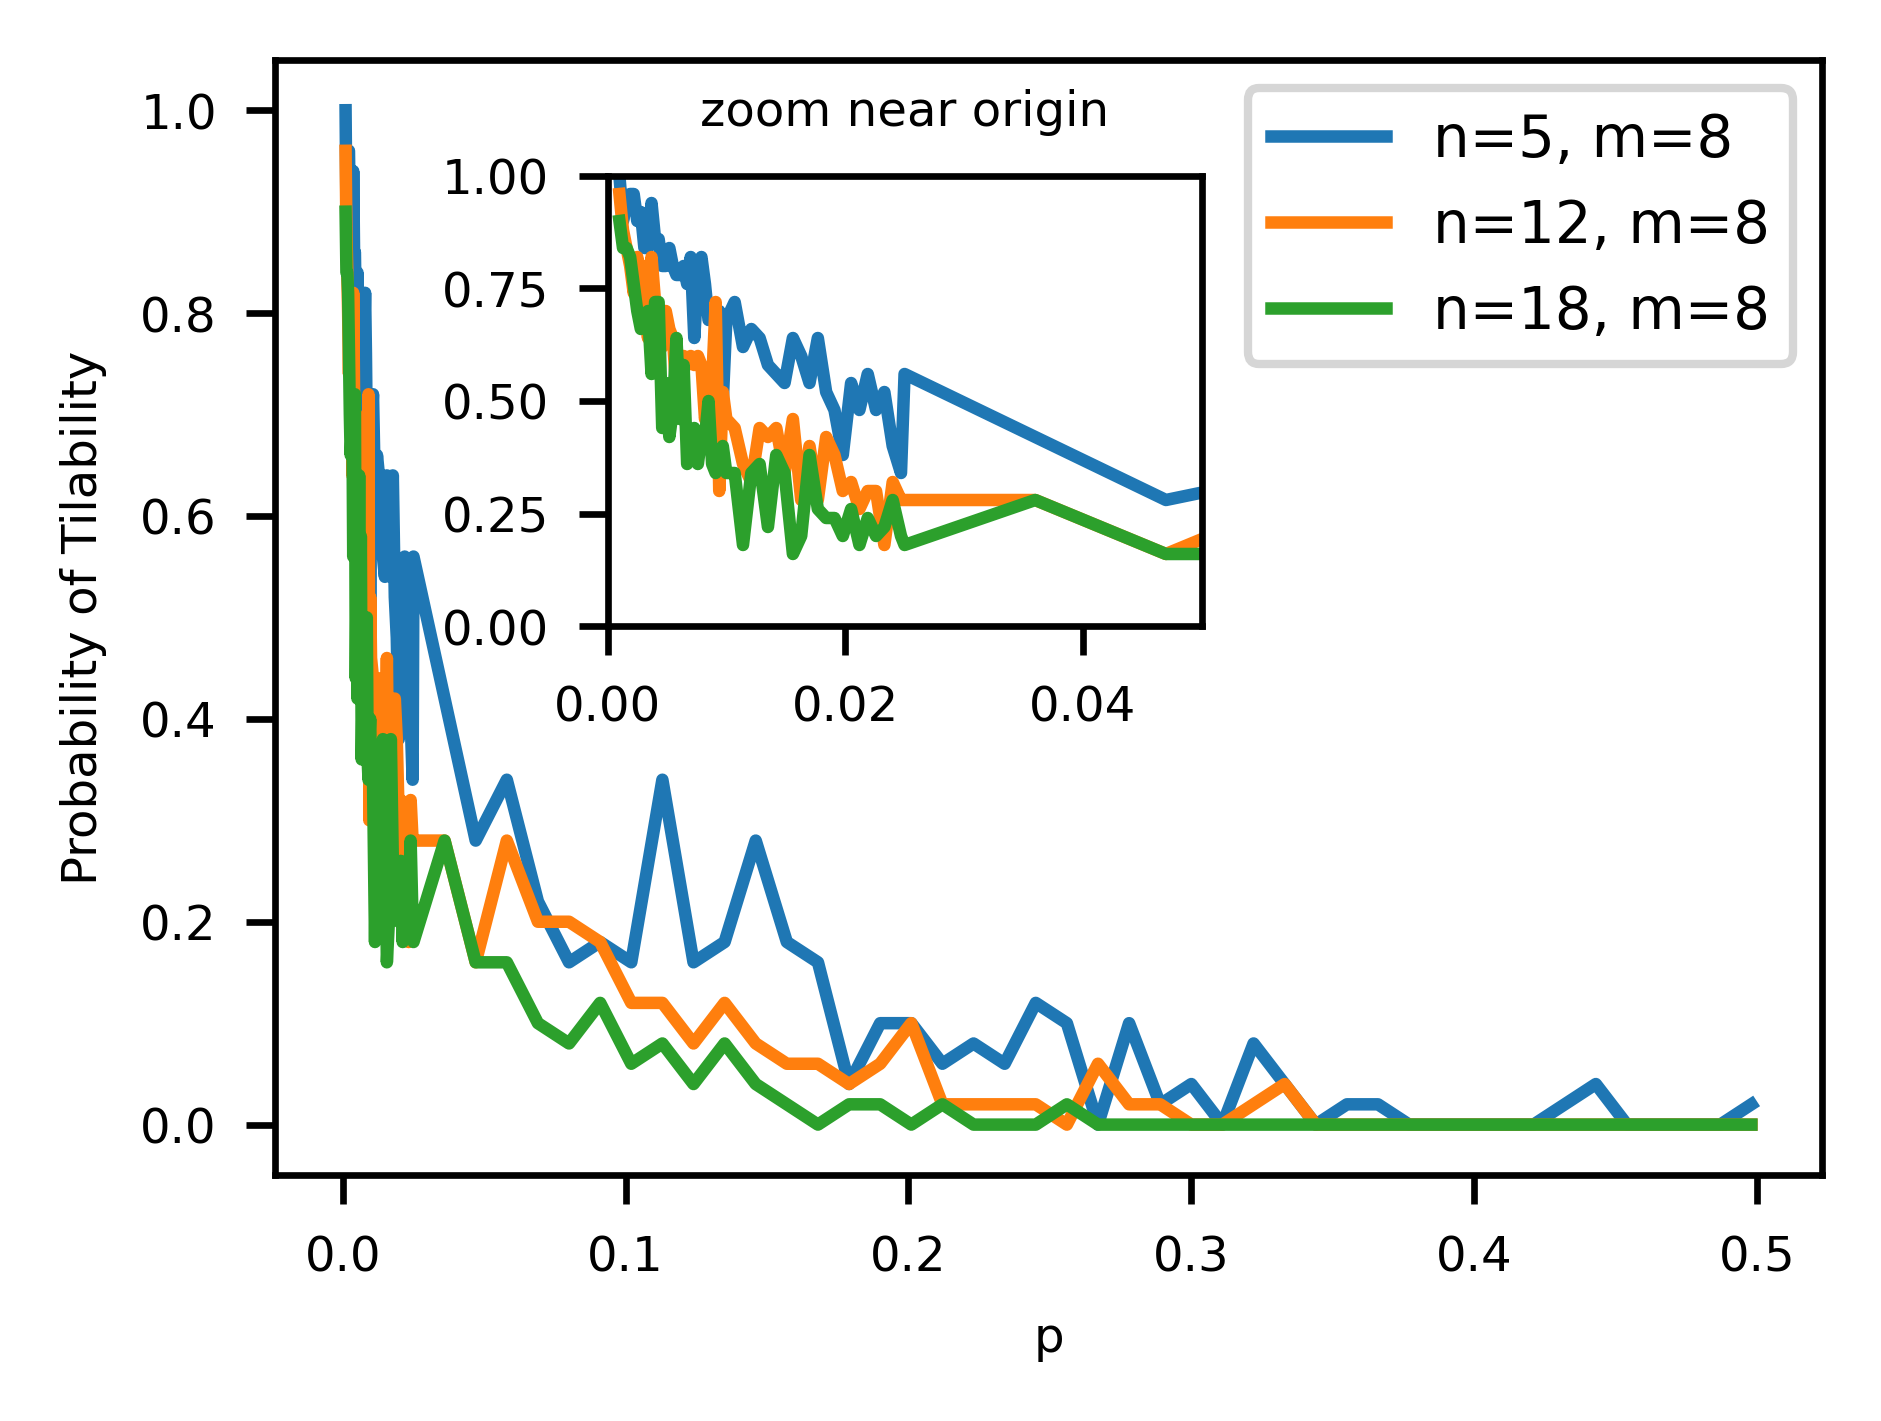 zoom near origin
n=5, m=8
n=12, m=8
n=18, m=8
1.0
0.8
0.6
0.4
0.2
0.0
Probability of Tilability
1.00
0.75
0.50
0.25
0.00
0.00 0.02 0.04
0.0 0.1 0.2 0.3 0.4 0.5
p